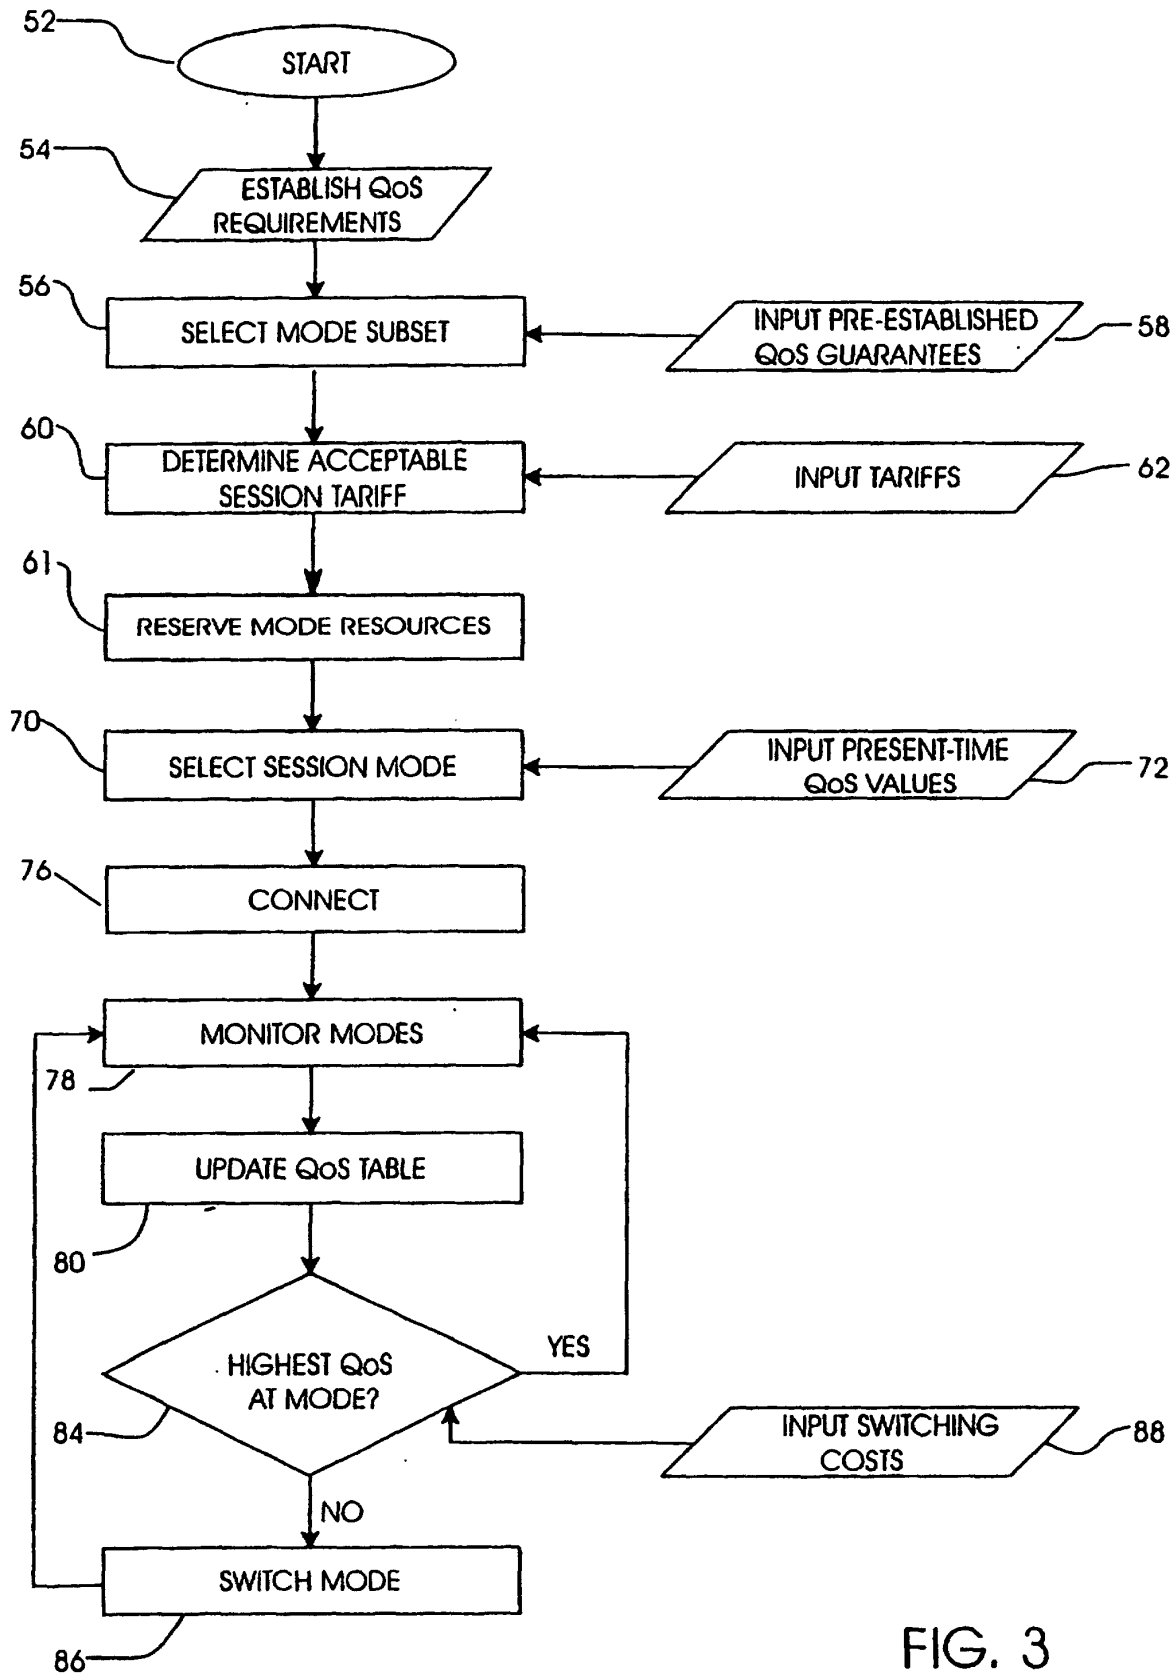 52
START
54
ESTABLISH QoS
REQUIREMENTS
56
SELECT MODE SUBSET
INPUT PRE-ESTABLISHED
QoS GUARANTEES
58
60
DETERMINE ACCEPTABLE
SESSION TARIFF
INPUT TARIFFS
62
61
RESERVE MODE RESOURCES
70
SELECT SESSION MODE
INPUT PRESENT-TIME
QoS VALUES
72
76
CONNECT
MONITOR MODES
78
UPDATE QoS TABLE
80
HIGHEST QoS
AT MODE?
YES
84
INPUT SWITCHING
COSTS
88
NO
SWITCH MODE
86
FIG. 3